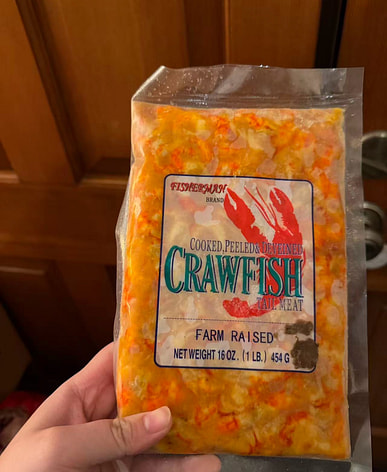 FISHERMAN
BRAND
COOKED, PEELED & DEVEINED
CRAWFISH
TAIL MEAT
FARM RAISED
NET WEIGHT 16 OZ. (1 LB.) 454 G